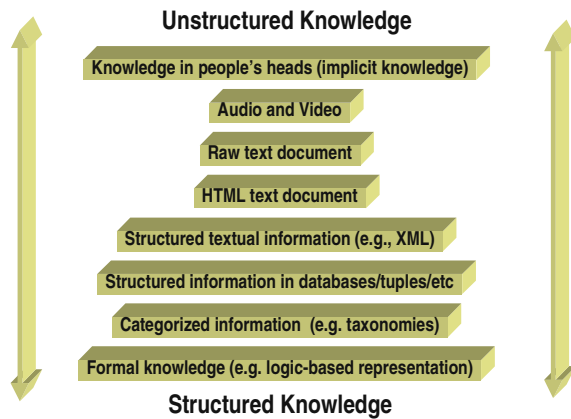 Unstructured Knowledge
Knowledge in people's heads (implicit knowledge)
Audio and Video
Raw text document
HTML text document
Structured textual information (e.g., XML)
Structured information in databases/tuples/etc
Categorized information (e.g. taxonomies)
Formal knowledge (e.g. logic-based representation)
Structured Knowledge